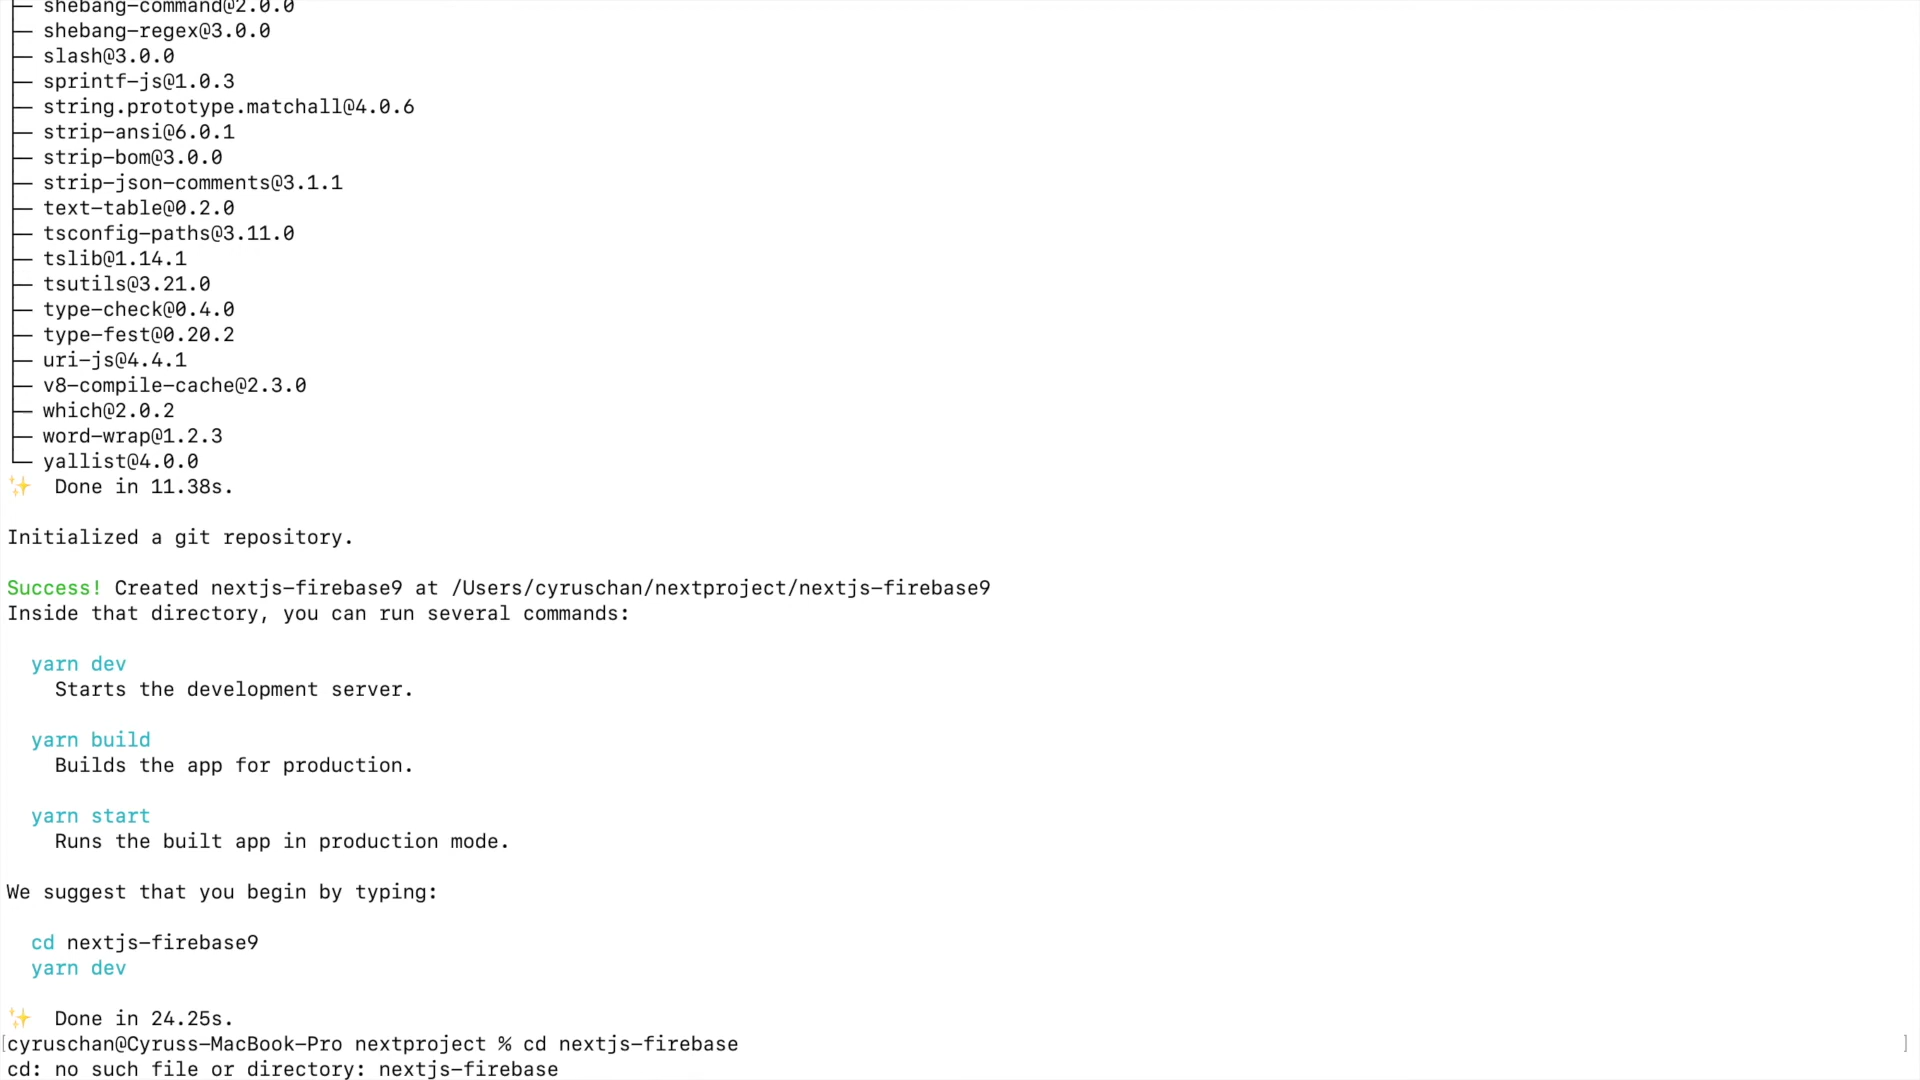 ├─ shebang-command@2.0.0
├─ shebang-regex@3.0.0
├─ slash@3.0.0
├─ sprintf-js@1.0.3
├─ string.prototype.matchall@4.0.6
├─ strip-ansi@6.0.1
├─ strip-bom@3.0.0
├─ strip-json-comments@3.1.1
├─ text-table@0.2.0
├─ tsconfig-paths@3.11.0
├─ tslib@1.14.1
├─ tsutils@3.21.0
├─ type-check@0.4.0
├─ type-fest@0.20.2
├─ uri-js@4.4.1
├─ v8-compile-cache@2.3.0
├─ which@2.0.2
├─ word-wrap@1.2.3
└─ yallist@4.0.0
✨  Done in 11.38s.

Initialized a git repository.

Success! Created nextjs-firebase9 at /Users/cyruschan/nextproject/nextjs-firebase9
Inside that directory, you can run several commands:

  yarn dev
    Starts the development server.

  yarn build
    Builds the app for production.

  yarn start
    Runs the built app in production mode.

We suggest that you begin by typing:

  cd nextjs-firebase9
  yarn dev

✨  Done in 24.25s.
[cyruschan@Cyruss-MacBook-Pro nextproject % cd nextjs-firebase ]
cd: no such file or directory: nextjs-firebase